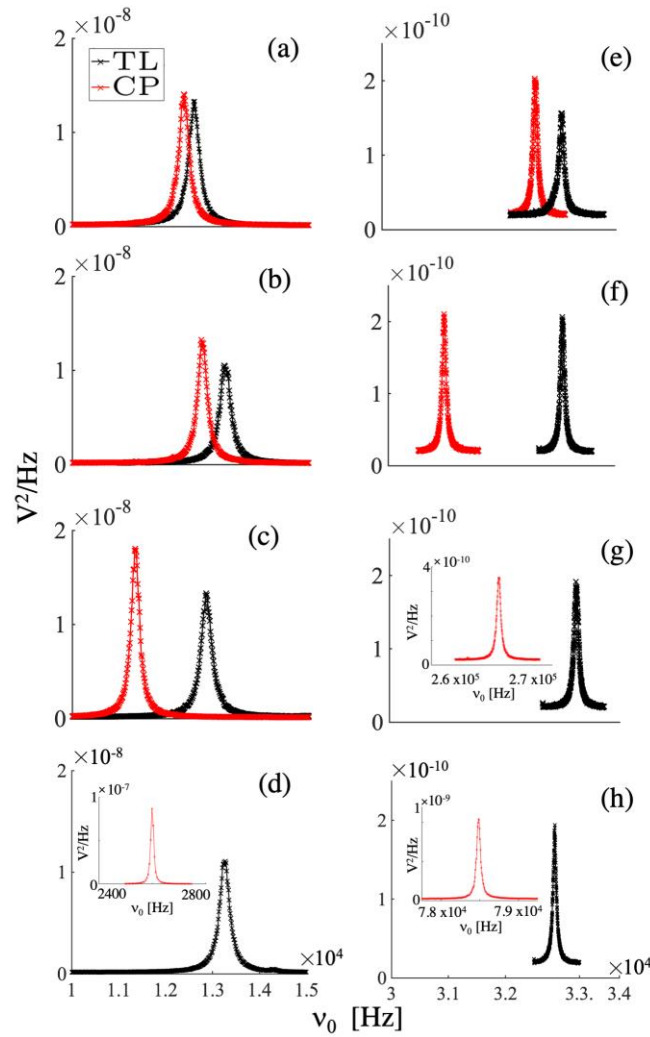 ×10⁻⁸
2
(a)
TL
CP
1
0
×10⁻¹⁰
(e)
2
1
0
×10⁻⁸
2
(b)
1
0
×10⁻¹⁰
(f)
2
1
0
V²/Hz
×10⁻⁸
2
(c)
1
0
×10⁻¹⁰
(g)
2
1
0
×10⁻¹⁰
4
V²/Hz
0
2.6 x10⁵ 2.7 x10⁵
ν₀ [Hz]
×10⁻⁸
2
(d)
1
0
×10⁻⁷
1
V²/Hz
0
2400 2800
ν₀ [Hz]
×10⁴
1 1.1 1.2 1.3 1.4 1.5
×10⁻¹⁰
(h)
2
1
0
×10⁻⁹
1
V²/Hz
0
7.8 x10⁴ 7.9 x10⁴
ν₀ [Hz]
×10⁴
3 3.1 3.2 3.3. 3.4
ν₀ [Hz]